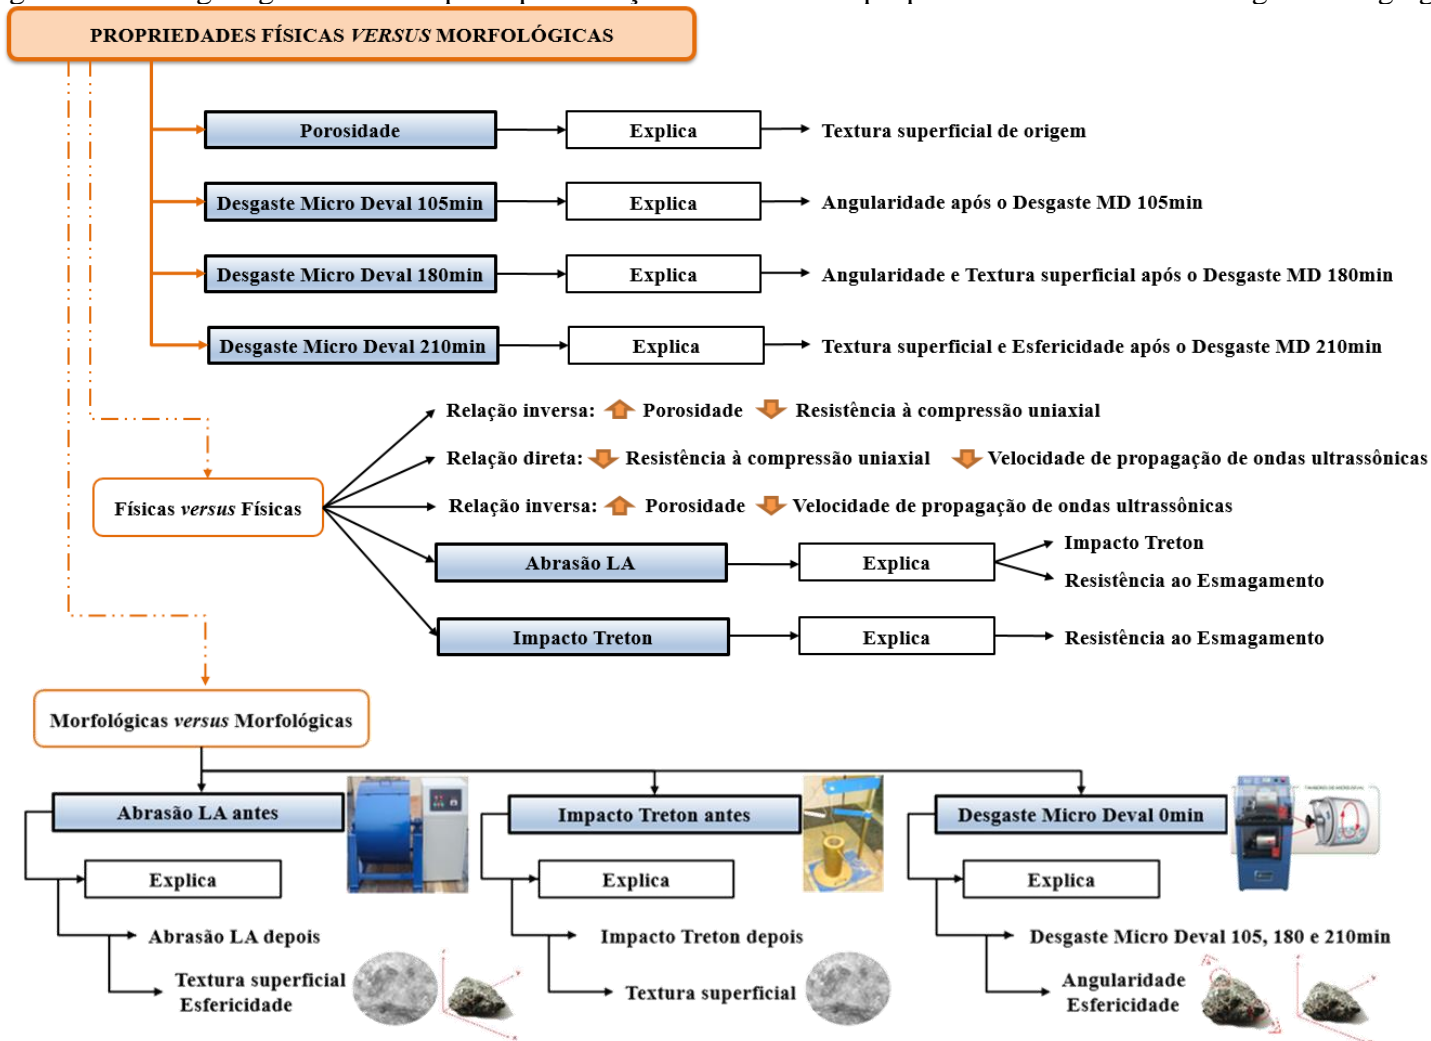 PROPRIEDADES FÍSICAS VERSUS MORFOLÓGICAS
Porosidade
Explica
Textura superficial de origem
Desgaste Micro Deval 105min
Explica
Angularidade após o Desgaste MD 105min
Desgaste Micro Deval 180min
Explica
Angularidade e Textura superficial após o Desgaste MD 180min
Desgaste Micro Deval 210min
Explica
Textura superficial e Esfericidade após o Desgaste MD 210min
Físicas versus Físicas
Relação inversa: Porosidade Resistência à compressão uniaxial
Relação direta: Resistência à compressão uniaxial Velocidade de propagação de ondas ultrassônicas
Relação inversa: Porosidade Velocidade de propagação de ondas ultrassônicas
Abrasão LA
Explica
Impacto Treton
Resistência ao Esmagamento
Impacto Treton
Explica
Resistência ao Esmagamento
Morfológicas versus Morfológicas
Abrasão LA antes
Explica
Abrasão LA depois
Textura superficial
Esfericidade
Impacto Treton antes
Explica
Impacto Treton depois
Textura superficial
Desgaste Micro Deval 0min
Explica
Desgaste Micro Deval 105, 180 e 210min
Angularidade
Esfericidade